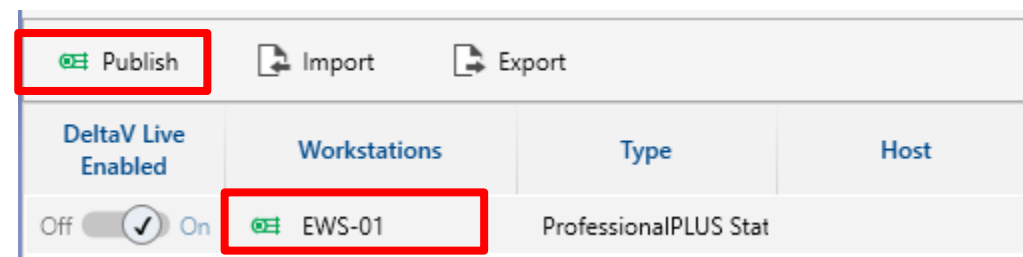 Publish Import Export
DeltaV Live
Enabled
Workstations Type Host
Off On EWS-01 ProfessionalPLUS Stat